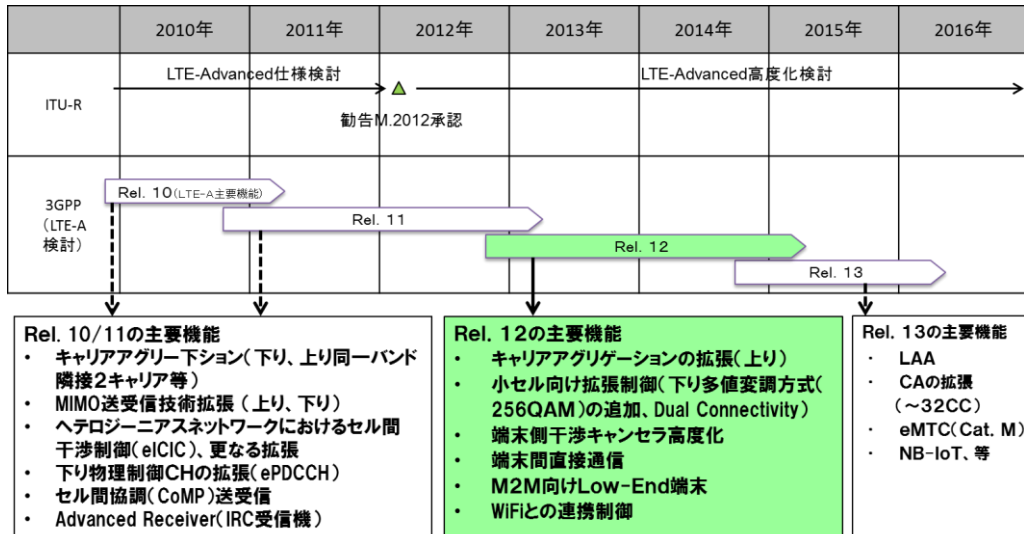 2010年 2011年 2012年 2013年 2014年 2015年 2016年
ITU-R
LTE-Advanced仕様検討
LTE-Advanced高度化検討
勧告M.2012承認
3GPP
(LTE-A
検討)
Rel. 10(LTE-A主要機能)
Rel. 11
Rel. 12
Rel. 13
Rel. 10/11の主要機能
・ キャリアアグリー下ション(下り、上り同一バンド
隣接2キャリア等)
・ MIMO送受信技術拡張 (上り、下り)
・ ヘテロジーニアスネットワークにおけるセル間
干渉制御(eICIC)、更なる拡張
・ 下り物理制御CHの拡張(ePDCCH)
・ セル間協調(CoMP)送受信
・ Advanced Receiver(IRC受信機)
Rel. 12の主要機能
・ キャリアアグリゲーションの拡張(上り)
・ 小セル向け拡張制御(下り多値変調方式(
256QAM)の追加、Dual Connectivity)
・ 端末側干渉キャンセラ高度化
・ 端末間直接通信
・ M2M向けLow-End端末
・ WiFiとの連携制御
Rel. 13の主要機能
・ LAA
・ CAの拡張
(~32CC)
・ eMTC(Cat. M)
・ NB-IoT、等